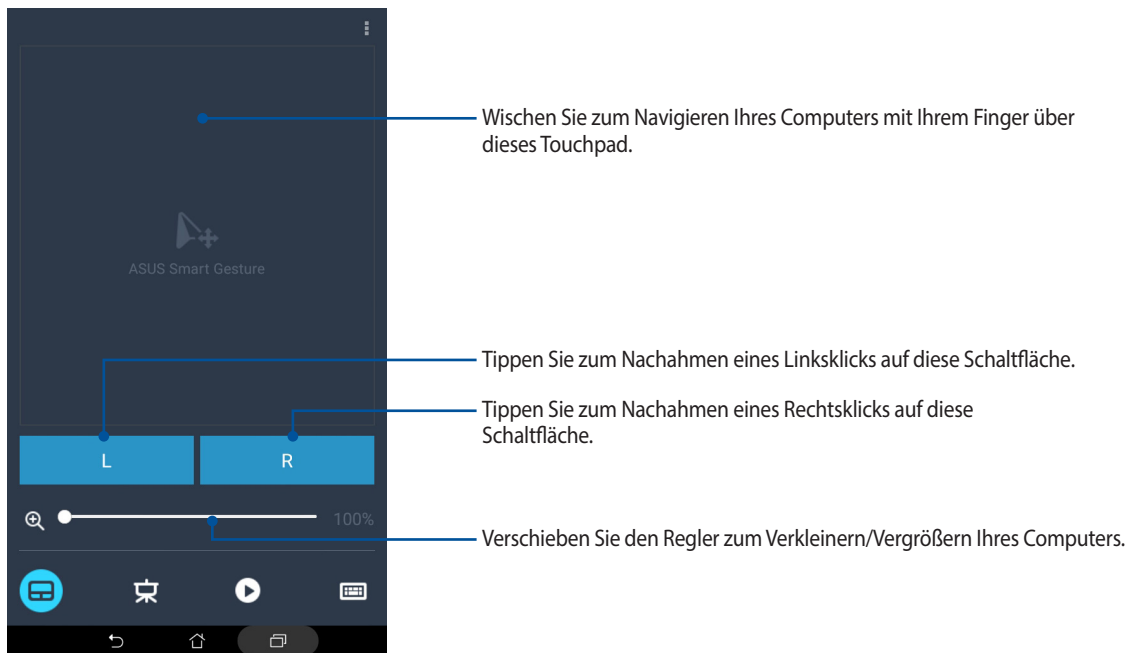 Wischen Sie zum Navigieren Ihres Computers mit Ihrem Finger über
dieses Touchpad.
ASUS Smart Gesture
Tippen Sie zum Nachahmen eines Linksklicks auf diese Schaltfläche.
Tippen Sie zum Nachahmen eines Rechtsklicks auf diese
Schaltfläche.
L R
100%
Verschieben Sie den Regler zum Verkleinern/Vergrößern Ihres Computers.